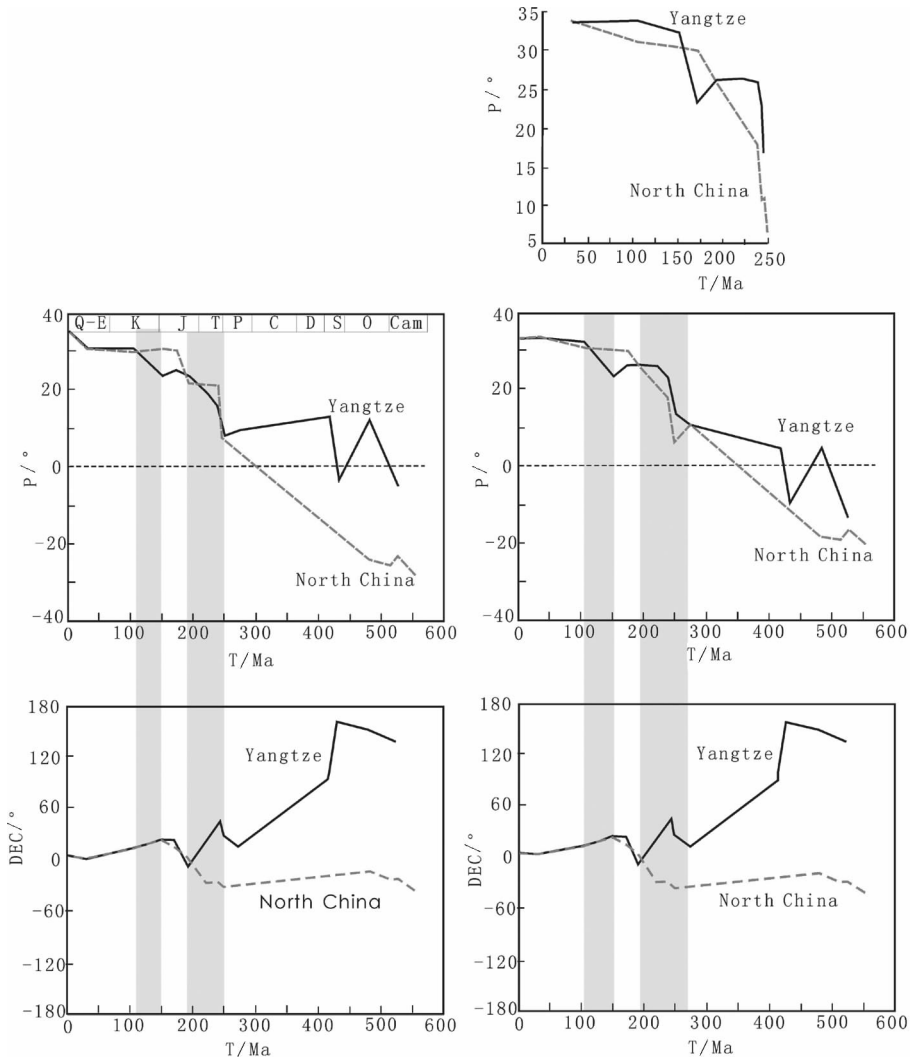 35
30
25
20
15
10
5
P/°
Yangtze
North China
0 50 100 150 200 250
T/Ma
40
20
0
-20
-40
P/°
Q-E K J T P C D S O Cam
Yangtze
North China
0 100 200 300 400 500 600
T/Ma
40
20
0
-20
-40
P/°
Yangtze
North China
0 100 200 300 400 500 600
T/Ma
180
120
60
0
-60
-120
-180
DEC/°
Yangtze
North China
0 100 200 300 400 500 600
T/Ma
180
120
60
0
-60
-120
-180
DEC/°
Yangtze
North China
0 100 200 300 400 500 600
T/Ma